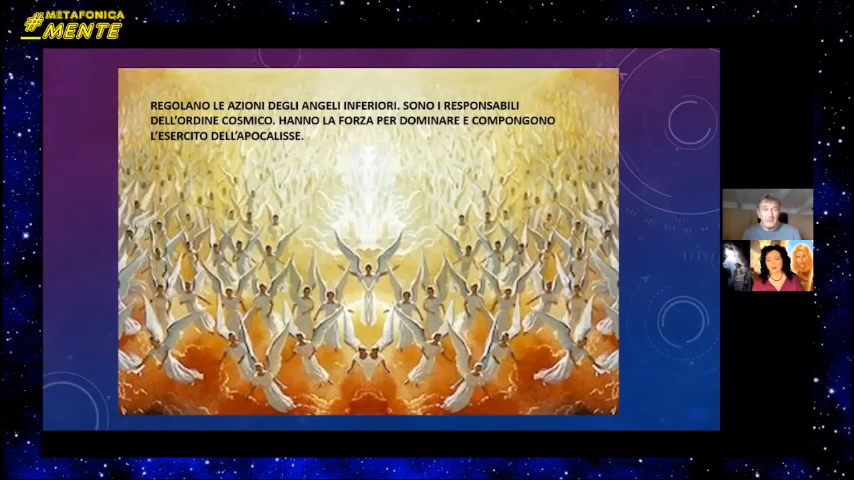 #METAFONICA
MENTE
REGOLANO LE AZIONI DEGLI ANGELI INFERIORI. SONO I RESPONSABILI
DELL'ORDINE COSMICO. HANNO LA FORZA PER DOMINARE E COMPONGONO
L'ESERCITO DELL'APOCALISSE.